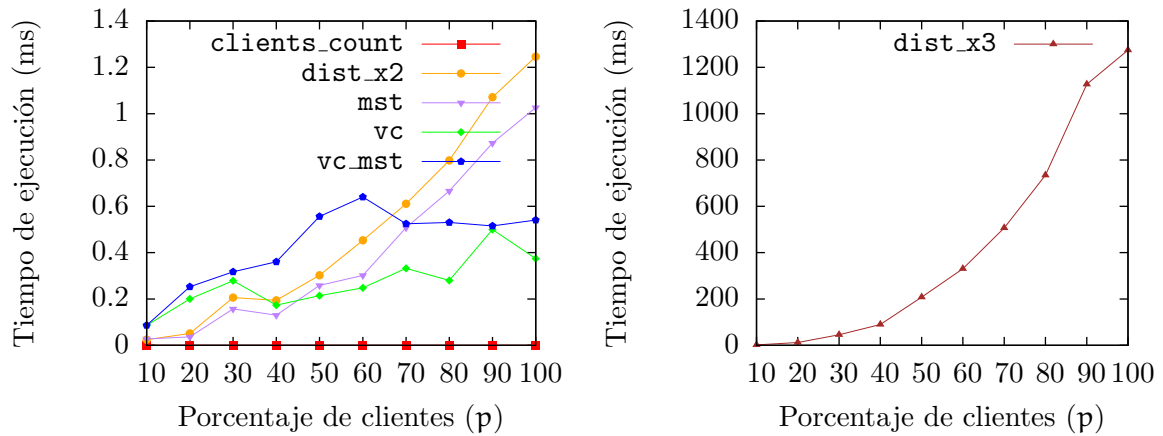 Tiempo de ejecución (ms)
1.4
1.2
1
0.8
0.6
0.4
0.2
0
clients_count
dist_x2
mst
vc
vc_mst
10 20 30 40 50 60 70 80 90 100
Porcentaje de clientes (p)
Tiempo de ejecución (ms)
1400
1200
1000
800
600
400
200
0
dist_x3
10 20 30 40 50 60 70 80 90 100
Porcentaje de clientes (p)